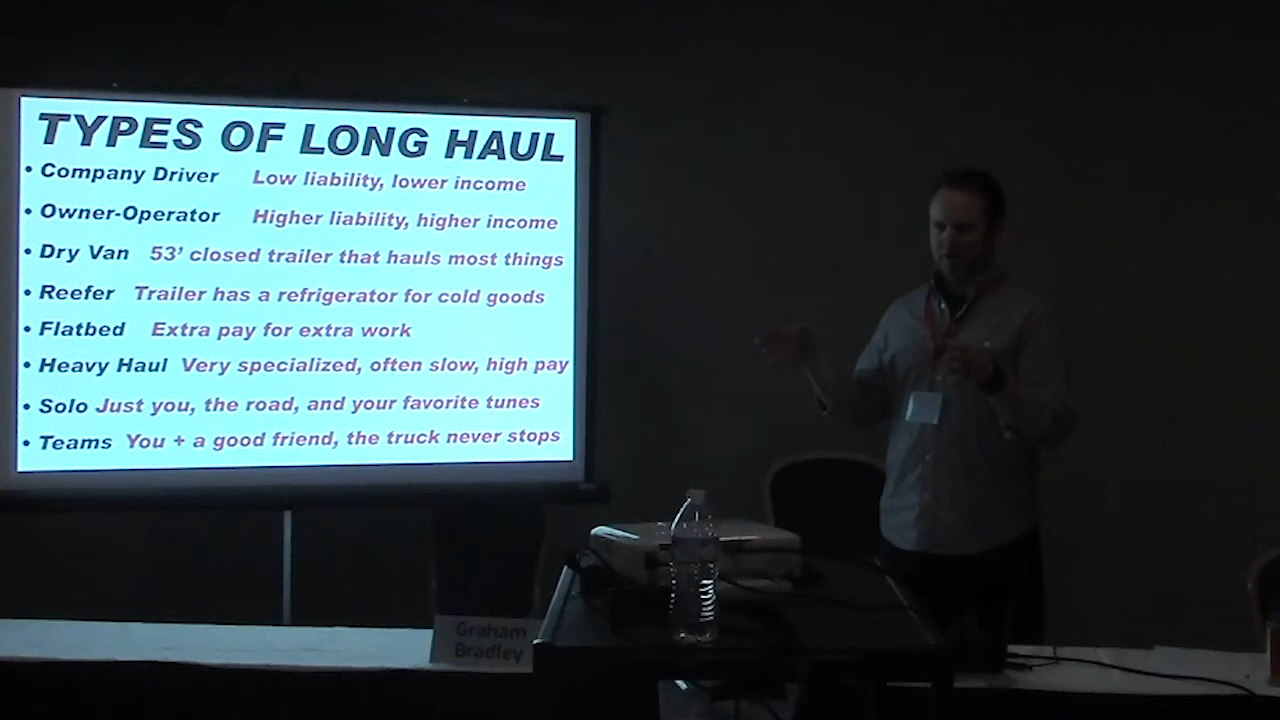 TYPES OF LONG HAUL
• Company Driver Low liability, lower income
• Owner-Operator Higher liability, higher income
• Dry Van 53' closed trailer that hauls most things
• Reefer Trailer has a refrigerator for cold goods
• Flatbed Extra pay for extra work
• Heavy Haul Very specialized, often slow, high pay
• Solo Just you, the road, and your favorite tunes
• Teams You + a good friend, the truck never stops
Graham
Bradley